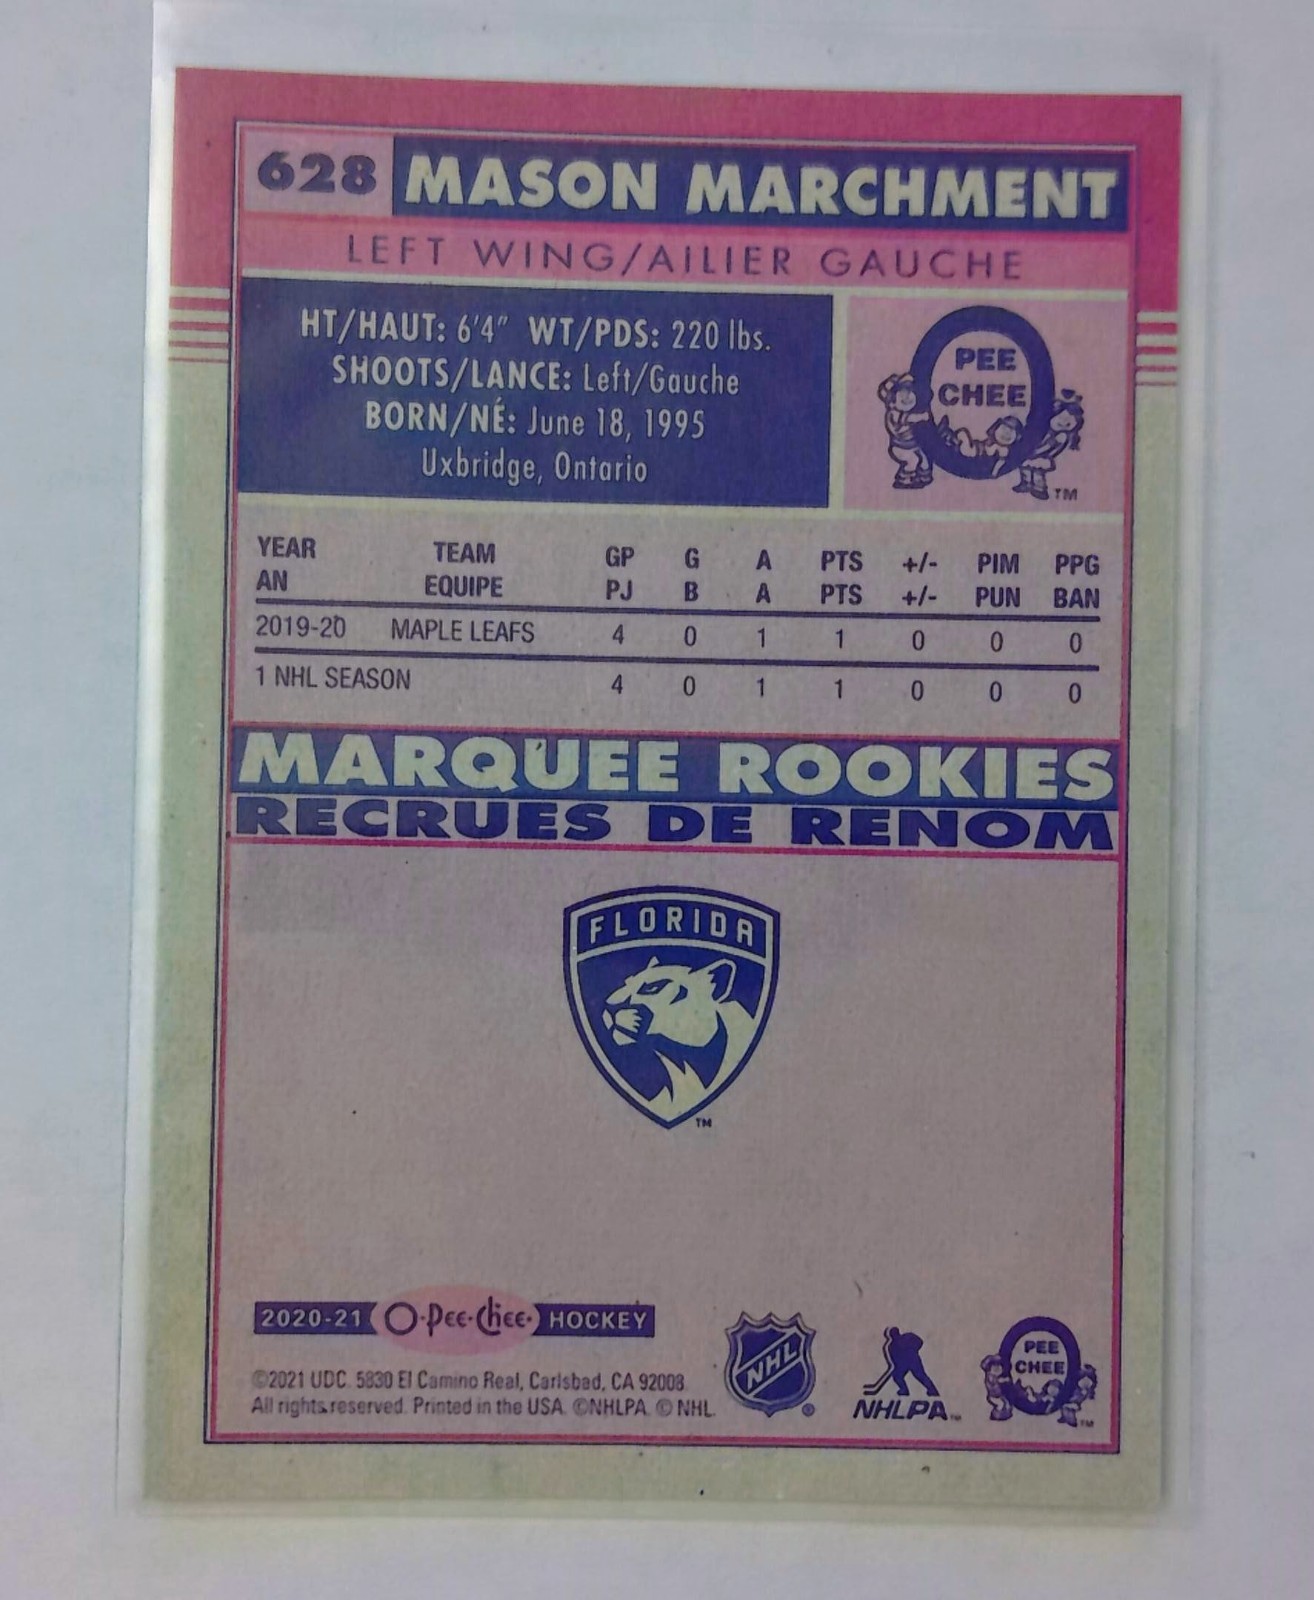 628 MASON MARCHMENT
LEFT WING/AILIER GAUCHE
HT/HAUT: 6'4" WT/PDS: 220 lbs.
SHOOTS/LANCE: Left/Gauche
BORN/NÉ: June 18, 1995
Uxbridge, Ontario
PEE
CHEE
TM
YEAR TEAM GP G A PTS +/- PIM PPG
AN EQUIPE PJ B A PTS +/- PUN BAN
2019-20 MAPLE LEAFS 4 0 1 1 0 0 0
1 NHL SEASON 4 0 1 1 0 0 0
MARQUEE ROOKIES
RECRUES DE RENOM
FLORIDA
TM
2020-21 O-Pee-Chee HOCKEY
©2021 UDC. 5830 El Camino Real, Carlsbad, CA 92008.
All rights reserved. Printed in the USA. ©NHLPA. © NHL.
NHL
®
NHLPA
TM
PEE
CHEE
TM